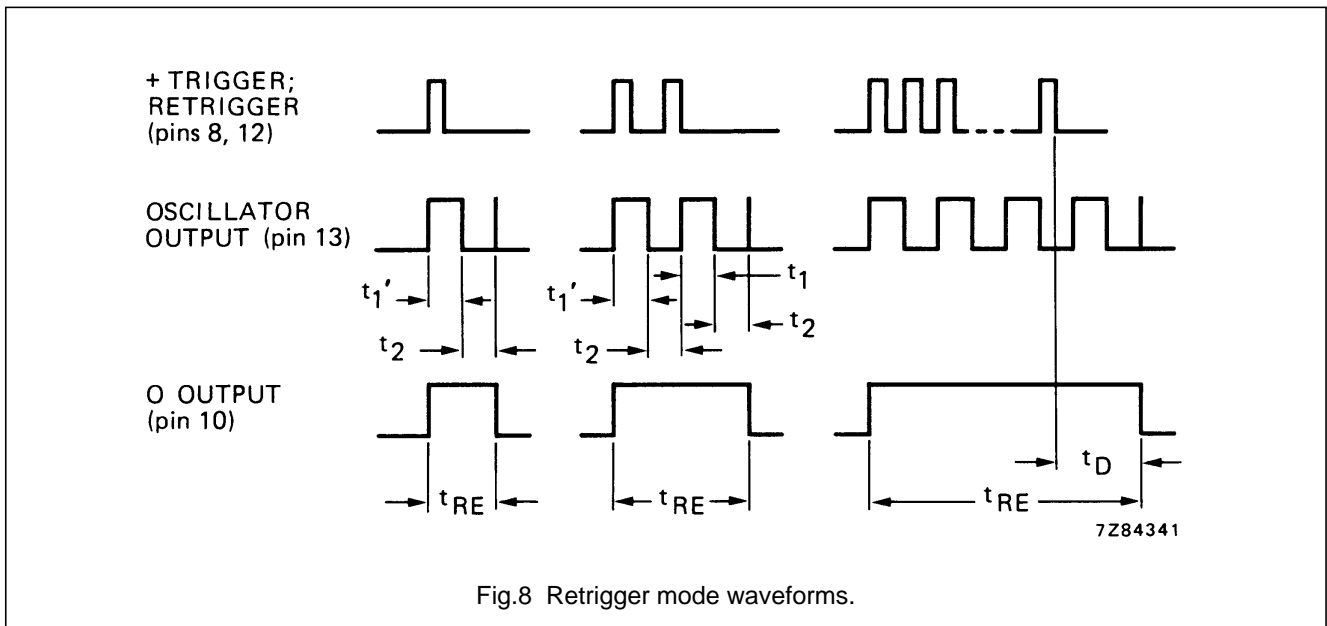 + TRIGGER;
RETRIGGER
(pins 8, 12)
OSCILLATOR
OUTPUT (pin 13)
t1' t1' t1
t2 t2 t2
O OUTPUT
(pin 10)
tD
tRE tRE tRE
7Z84341
Fig.8 Retrigger mode waveforms.